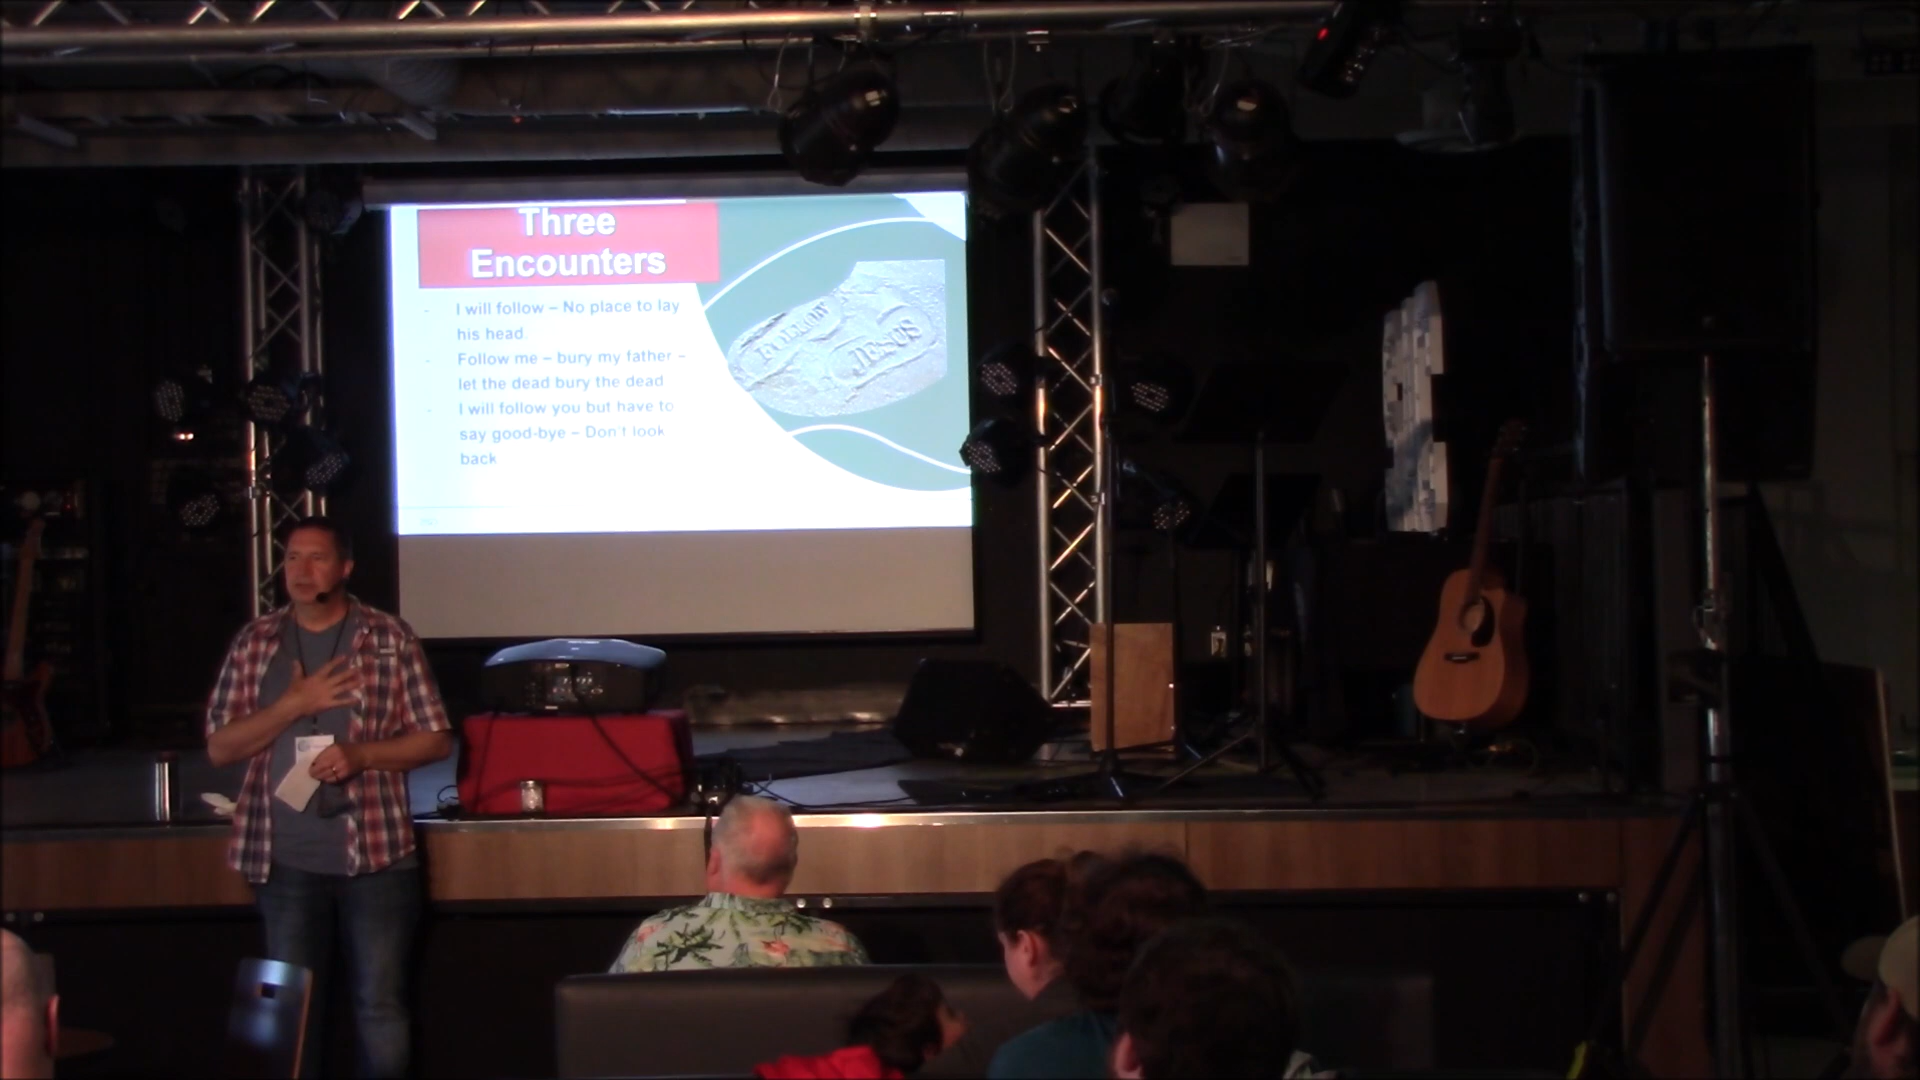 Three
Encounters
- I will follow – No place to lay
his head.
- Follow me – bury my father –
let the dead bury the dead
- I will follow you but have to
say good-bye – Don't look
back
FOLLOW
JESUS